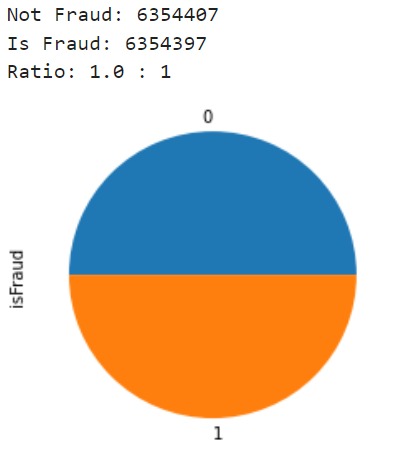 Not Fraud: 6354407
Is Fraud: 6354397
Ratio: 1.0 : 1
0
isFraud
1